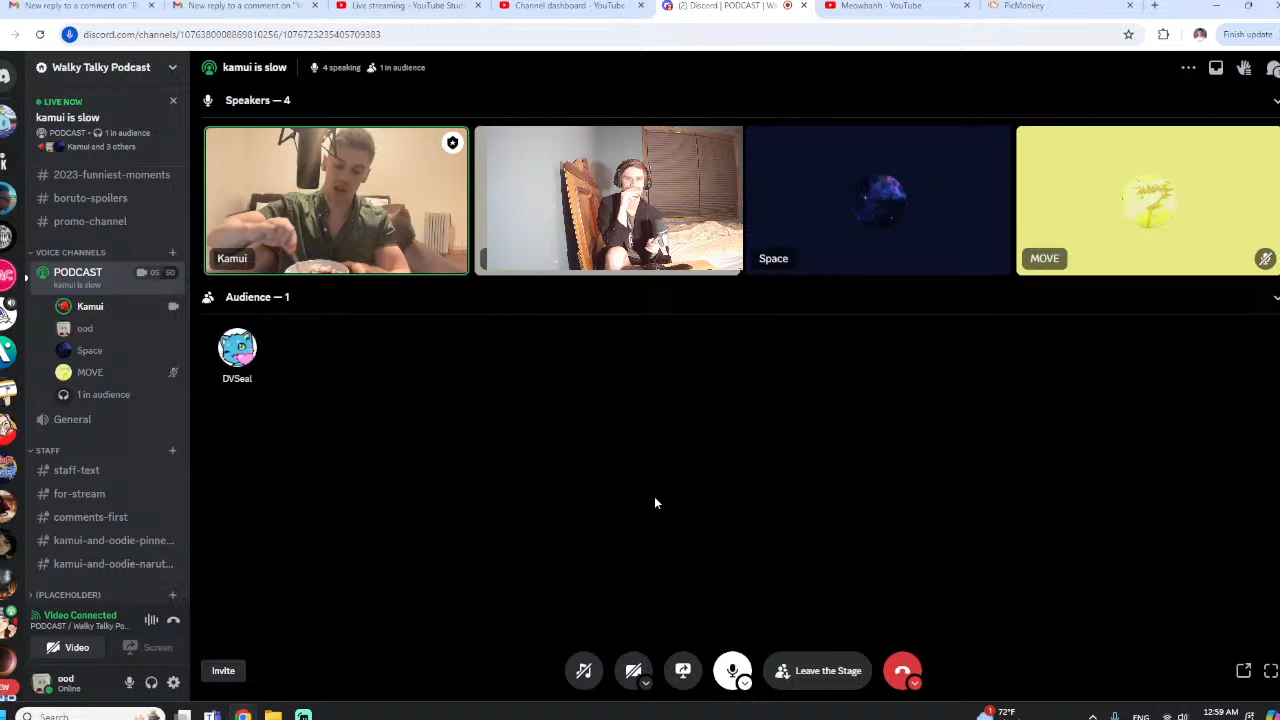 New reply to a comment on "E:
New reply to a comment on "W
Live streaming - YouTube Studi
Channel dashboard - YouTube
(2) Discord | PODCAST | Wa
Meowbahh - YouTube
PicMonkey
discord.com/channels/1076380008869810256/1076723235405709383
Finish update
Walky Talky Podcast
kamui is slow
4 speaking
1 in audience
LIVE NOW
kamui is slow
PODCAST • 1 in audience
Kamui and 3 others
2023-funniest-moments
boruto-spoilers
promo-channel
VOICE CHANNELS
PODCAST
05 50
kamui is slow
Kamui
ood
Space
MOVE
1 in audience
General
STAFF
staff-text
for-stream
comments-first
kamui-and-oodie-pinne...
kamui-and-oodie-narut...
(PLACEHOLDER)
Video Connected
PODCAST / Walky Talky Po...
Video
Screen
ood
Online
Speakers — 4
Kamui
Space
MOVE
Audience — 1
DVSeal
Invite
Leave the Stage
NEW
Search
1
72°F
ENG
12:59 AM